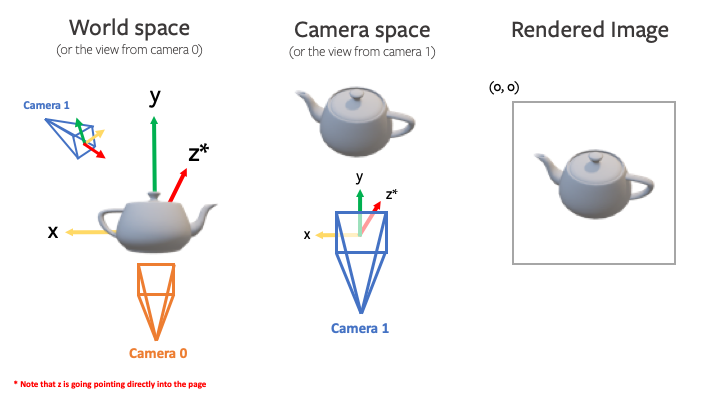 World space
(or the view from camera 0)
Camera space
(or the view from camera 1)
Rendered Image
(0, 0)
Camera 1
y
z*
x
y
z*
x
Camera 1
Camera 0
* Note that z is going pointing directly into the page